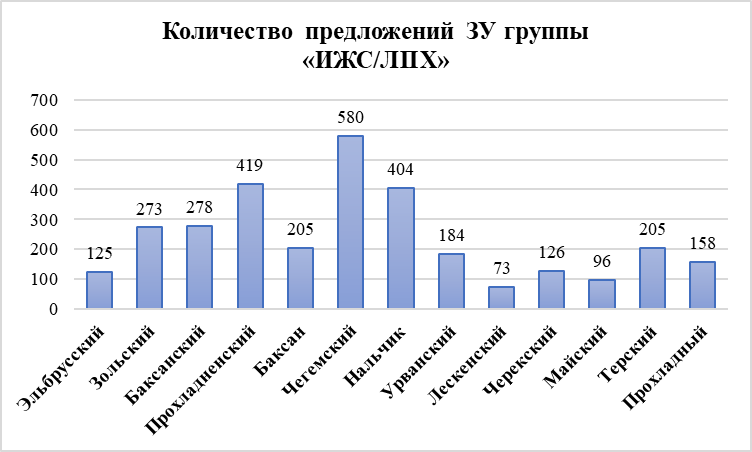 Количество предложений ЗУ группы
«ИЖС/ЛПХ»
700
600
500
400
300
200
100
0
125
273
278
419
205
580
404
184
73
126
96
205
158
Эльбрусский
Зольский
Баксанский
Прохладненский
Баксан
Чегемский
Нальчик
Урванский
Лескенский
Черекский
Майский
Терский
Прохладный